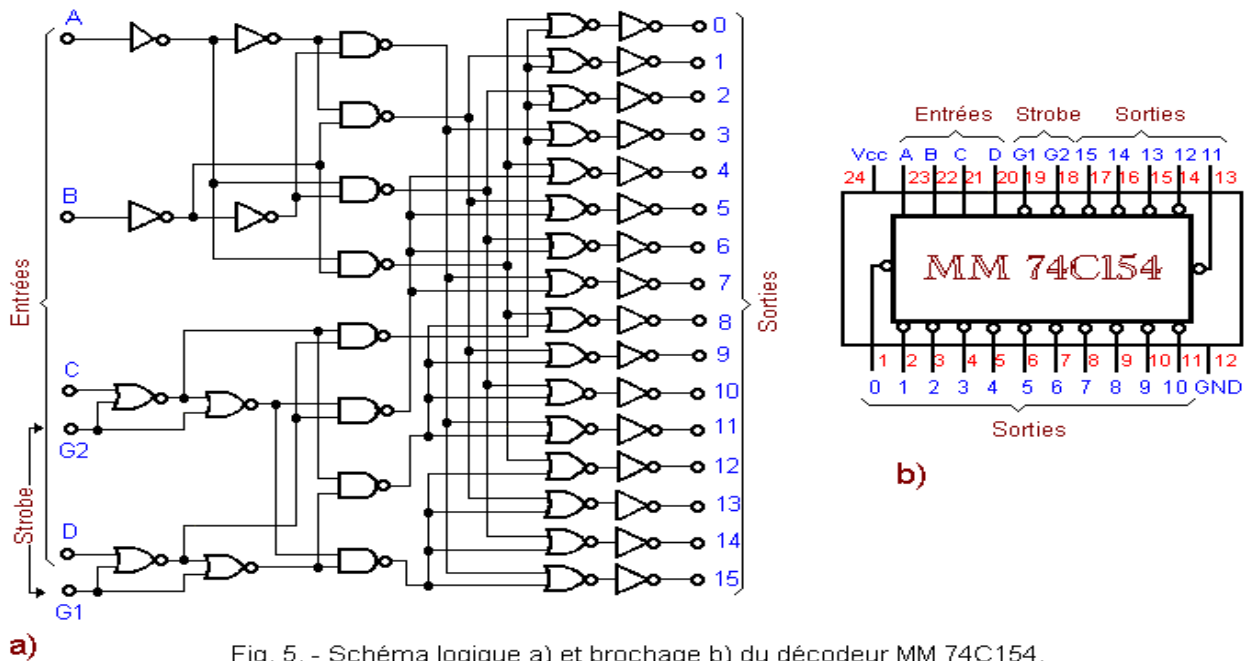 A
B
C
G2
D
G1
Entrées
Strobe
0
1
2
3
4
5
6
7
8
9
10
11
12
13
14
15
Sorties
a)
Entrées Strobe Sorties
Vcc A B C D G1 G2 15 14 13 12 11
24 23 22 21 20 19 18 17 16 15 14 13
MM 74C154
1 2 3 4 5 6 7 8 9 10 11 12
0 1 2 3 4 5 6 7 8 9 10 GND
Sorties
b)
Fig. 5. - Schéma logique a) et brochage b) du décodeur MM 74C154.